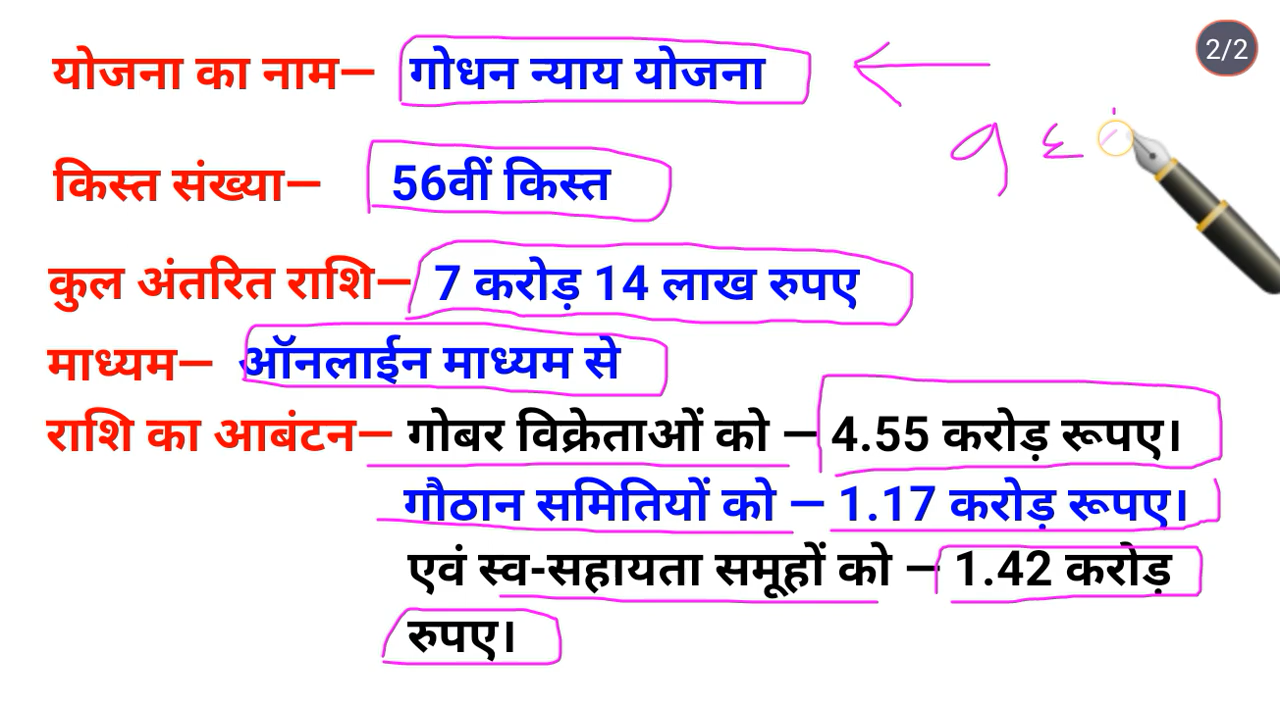 योजना का नाम— गोधन न्याय योजना
2/2
किस्त संख्या— 56वीं किस्त
कुल अंतरित राशि— 7 करोड़ 14 लाख रुपए
माध्यम— ऑनलाईन माध्यम से
राशि का आबंटन— गोबर विक्रेताओं को — 4.55 करोड़ रूपए।
गौठान समितियों को — 1.17 करोड़ रूपए।
एवं स्व-सहायता समूहों को — 1.42 करोड़
रुपए।